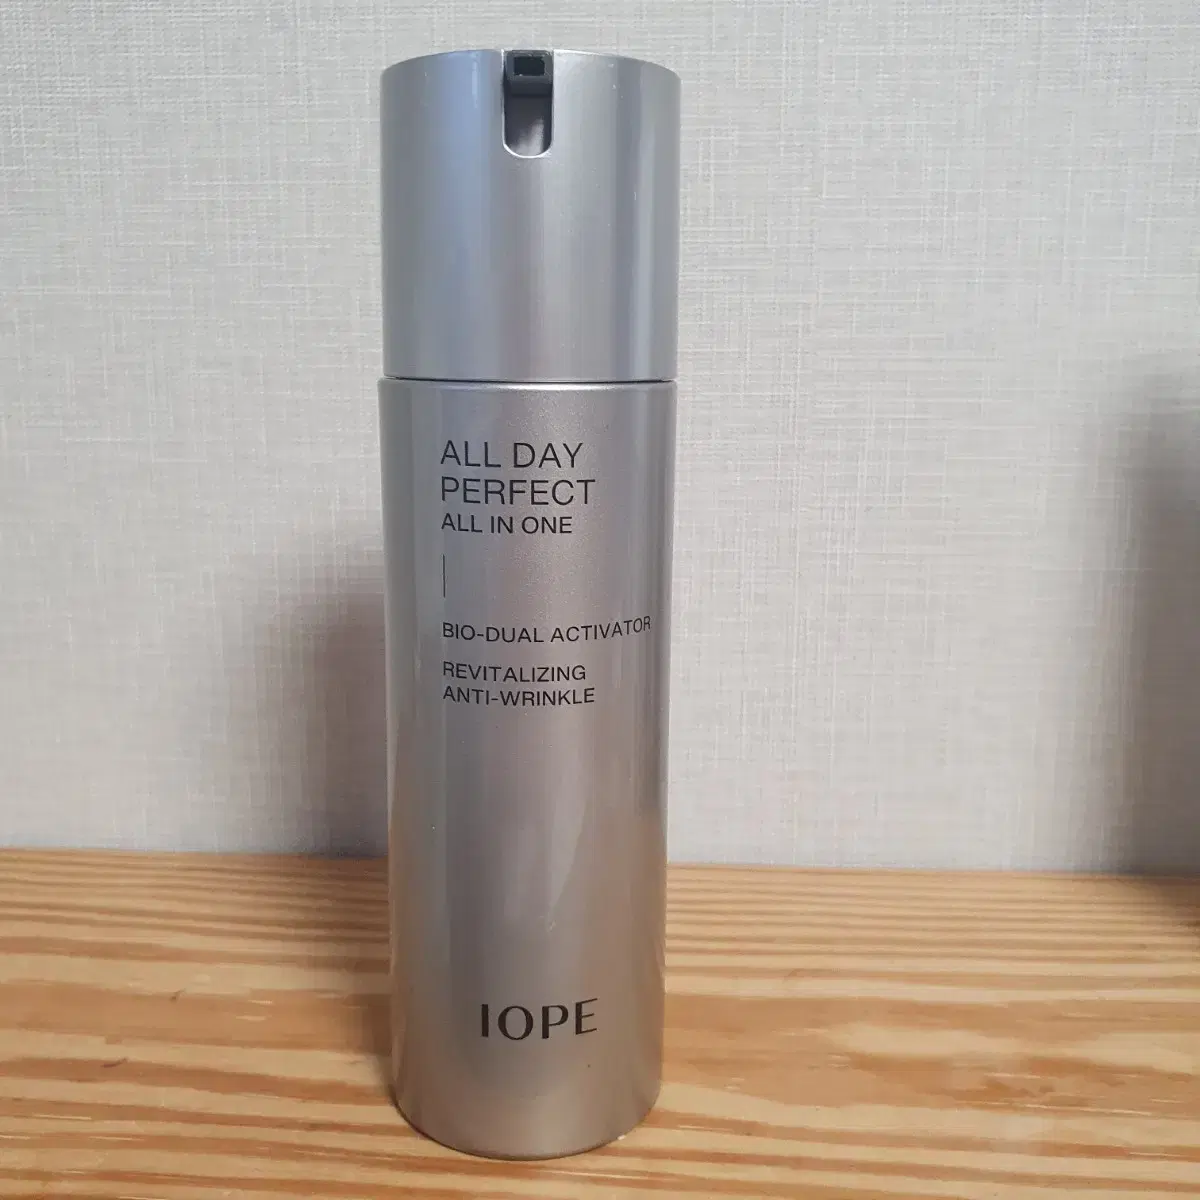 ALL DAY
PERFECT
ALL IN ONE
BIO-DUAL ACTIVATOR
REVITALIZING
ANTI-WRINKLE
IOPE